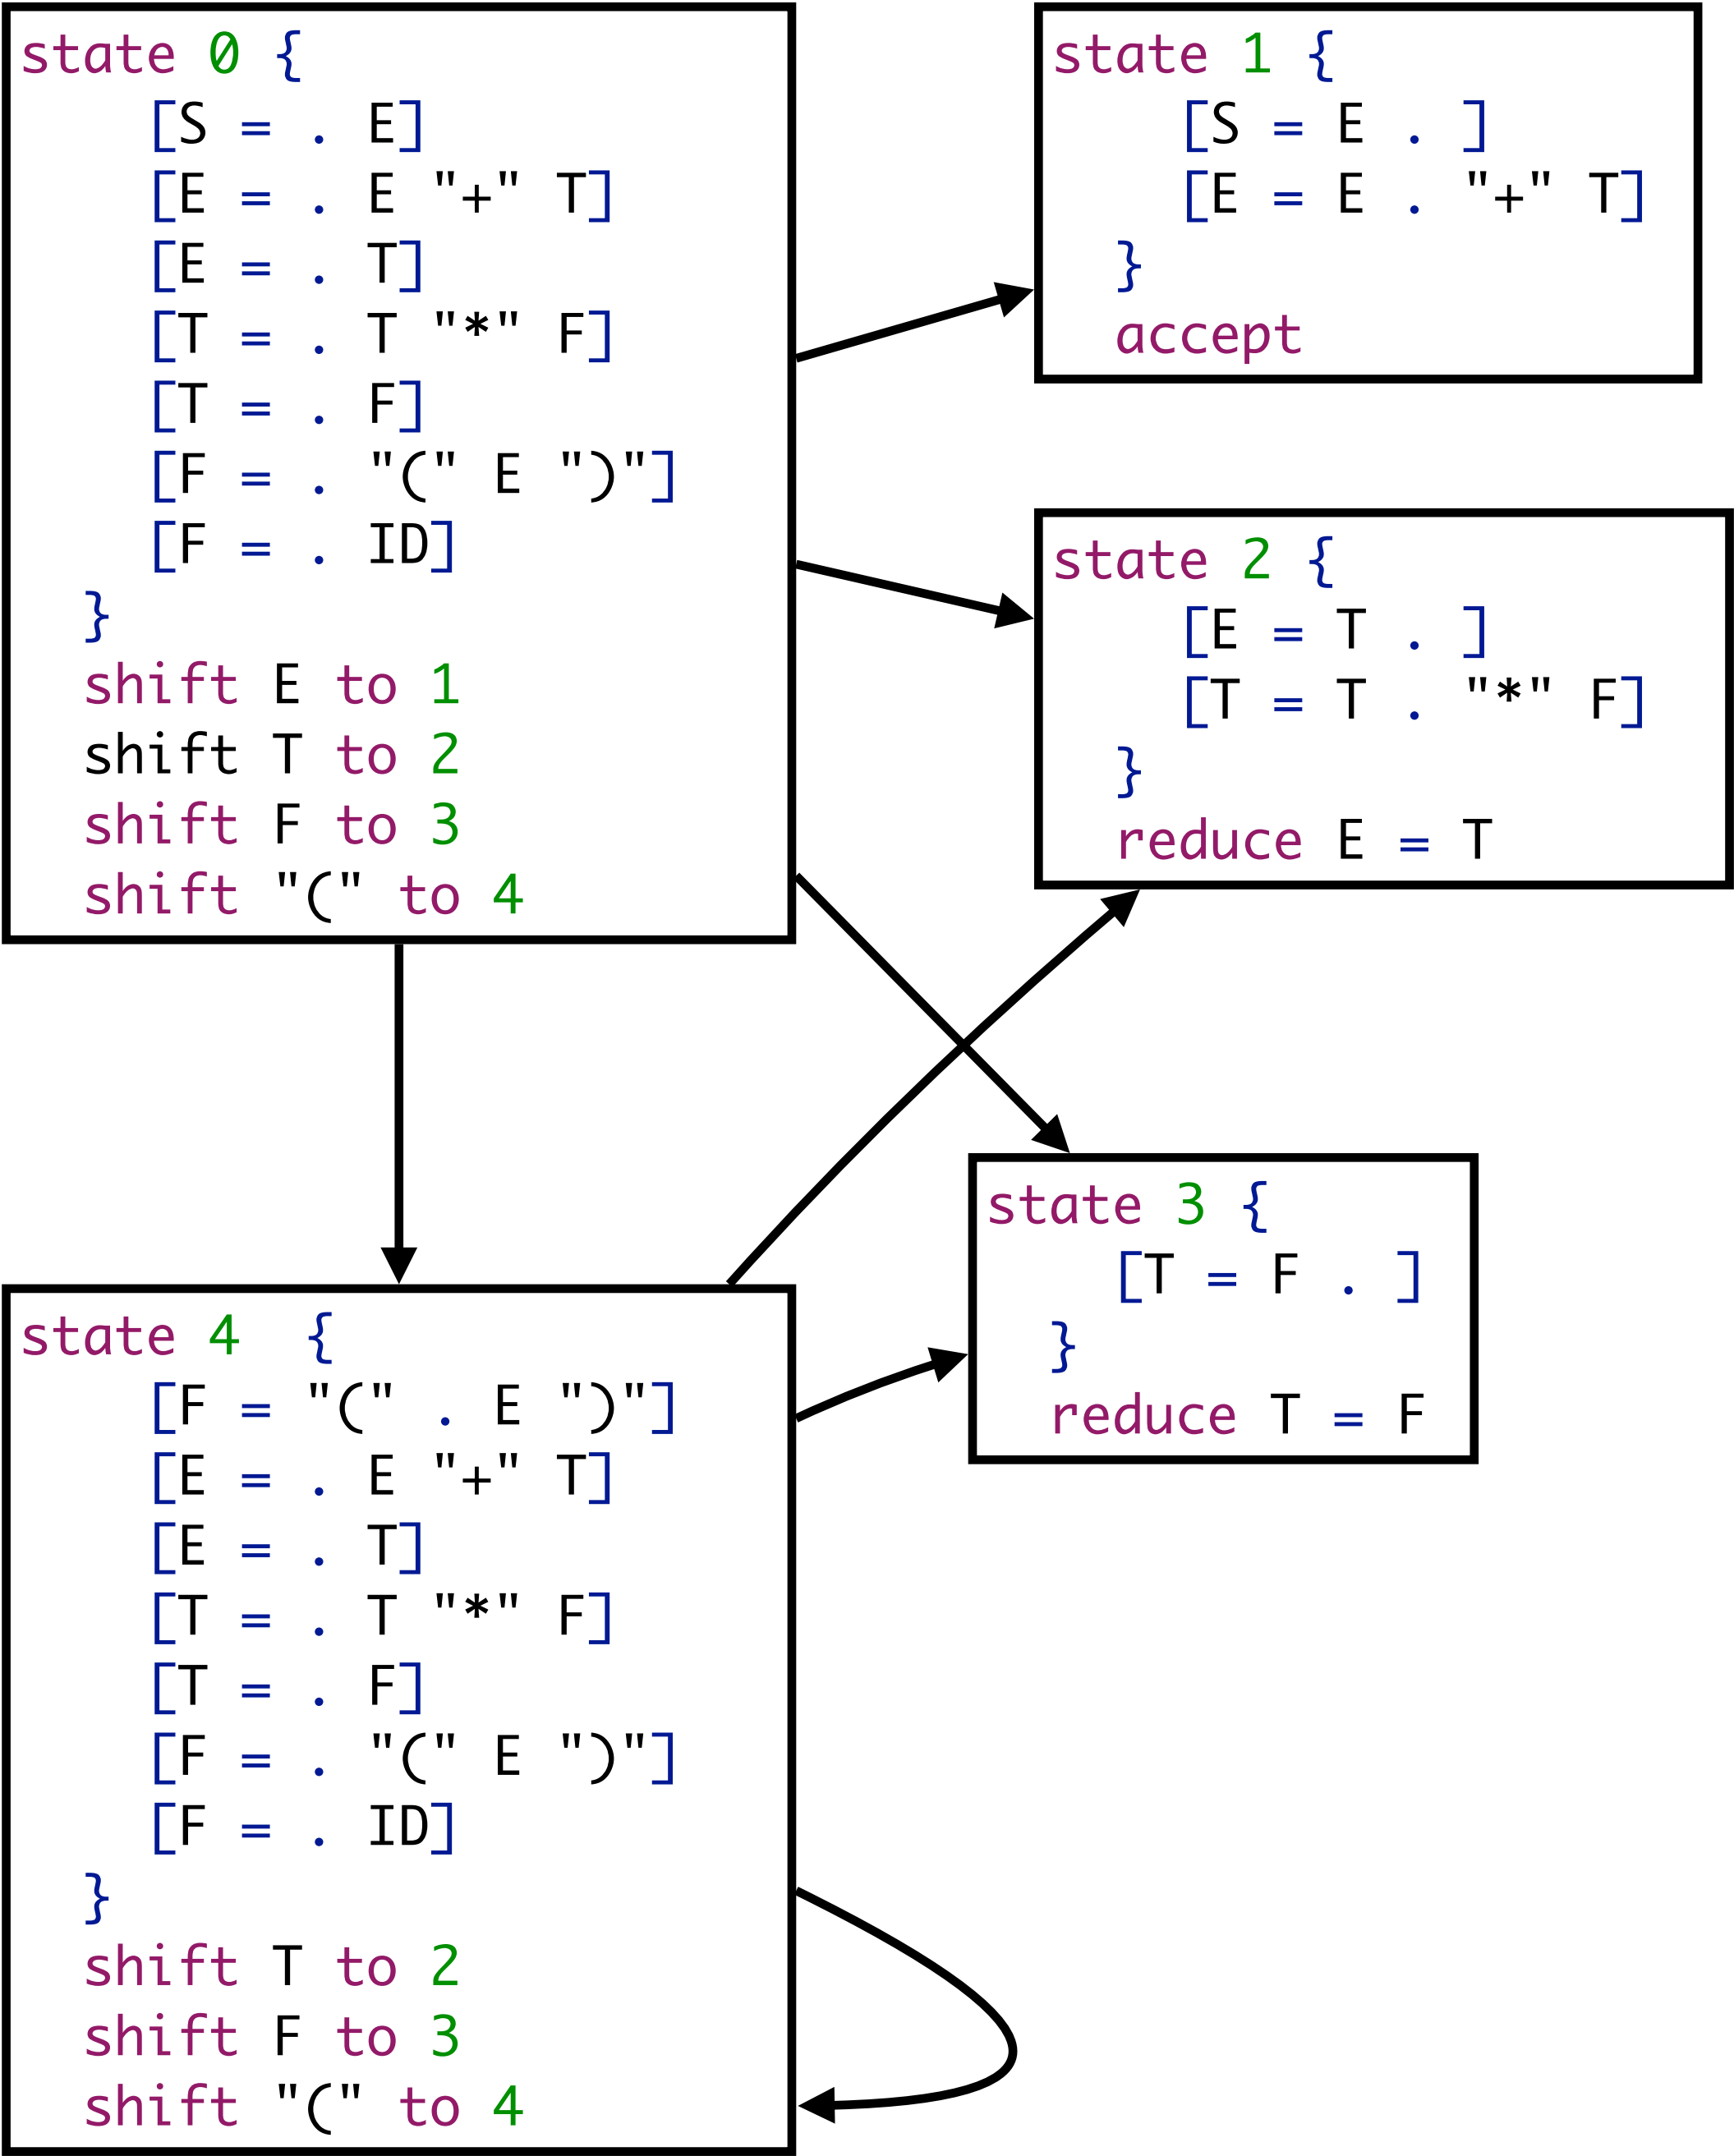 state 0 {
[S = . E]
[E = . E "+" T]
[E = . T]
[T = . T "*" F]
[T = . F]
[F = . "(" E ")"]
[F = . ID]
}
shift E to 1
shift T to 2
shift F to 3
shift "(" to 4
state 1 {
[S = E . ]
[E = E . "+" T]
}
accept
state 2 {
[E = T . ]
[T = T . "*" F]
}
reduce E = T
state 3 {
[T = F . ]
}
reduce T = F
state 4 {
[F = "(" . E ")"]
[E = . E "+" T]
[E = . T]
[T = . T "*" F]
[T = . F]
[F = . "(" E ")"]
[F = . ID]
}
shift T to 2
shift F to 3
shift "(" to 4